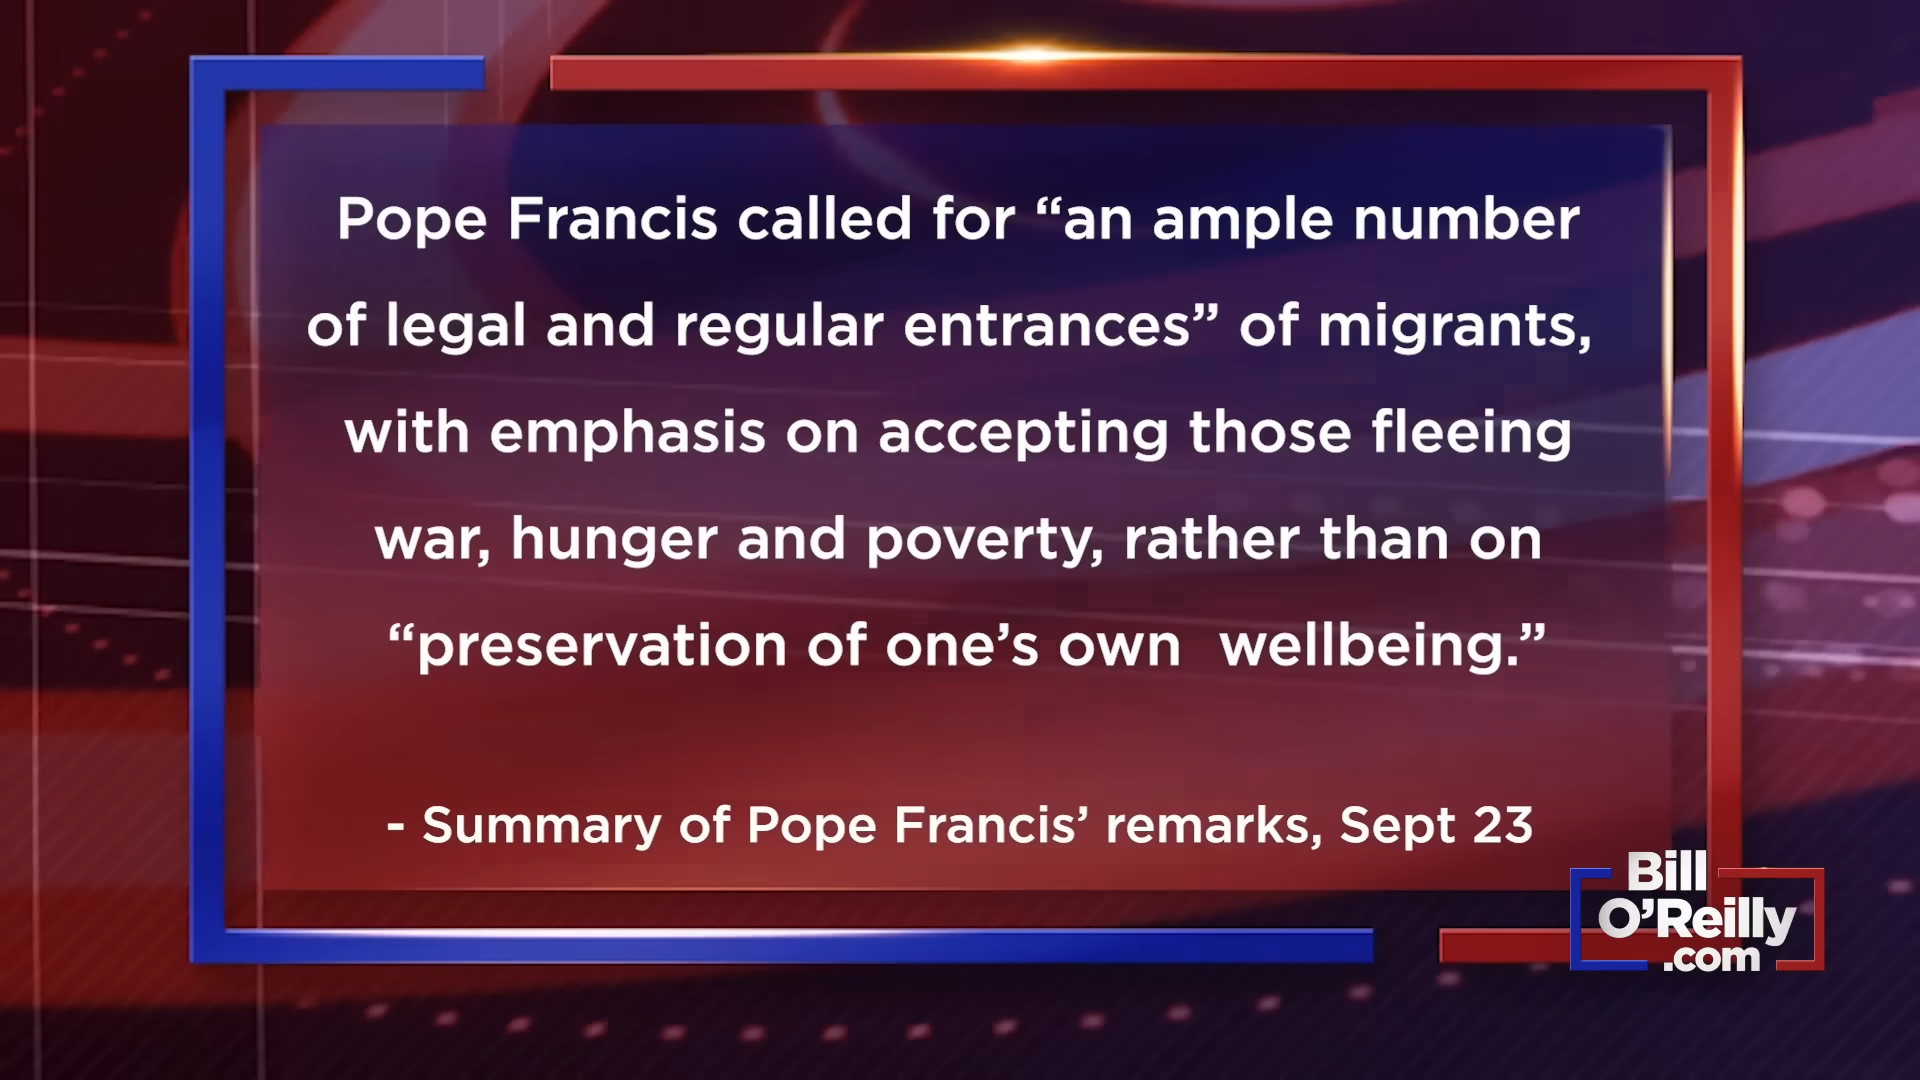 Pope Francis called for “an ample number
of legal and regular entrances” of migrants,
with emphasis on accepting those fleeing
war, hunger and poverty, rather than on
“preservation of one’s own  wellbeing.”
- Summary of Pope Francis’ remarks, Sept 23
Bill
O’Reilly
.com